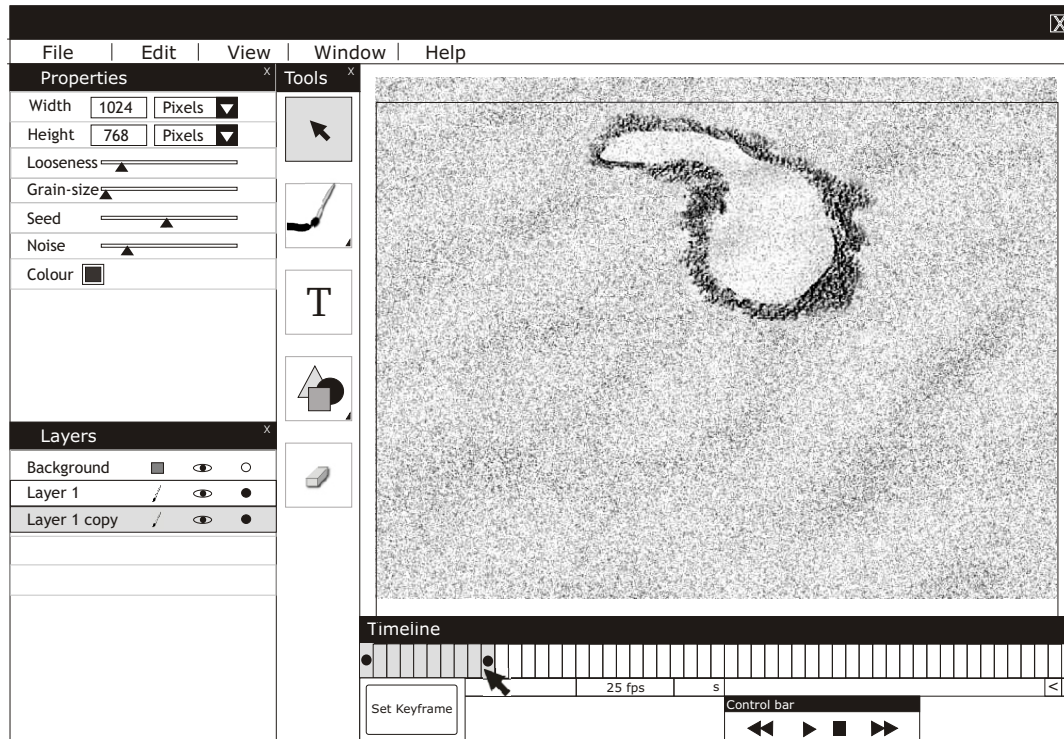 X
File | Edit | View | Window | Help
Properties X
Width 1024 Pixels
Height 768 Pixels
Looseness
Grain-size
Seed
Noise
Colour
Tools X
T
Layers X
Background
Layer 1
Layer 1 copy
Timeline
25 fps s <
Set Keyframe
Control bar